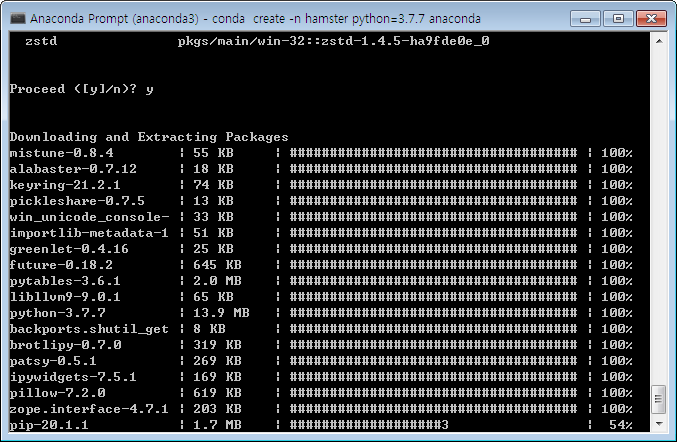 Anaconda Prompt (anaconda3) - conda  create -n hamster python=3.7.7 anaconda
zstd               pkgs/main/win-32::zstd-1.4.5-ha9fde0e_0
Proceed ([y]/n)? y
Downloading and Extracting Packages
mistune-0.8.4        | 55 KB     | #################################### | 100%
alabaster-0.7.12     | 18 KB     | #################################### | 100%
keyring-21.2.1       | 74 KB     | #################################### | 100%
pickleshare-0.7.5    | 13 KB     | #################################### | 100%
win_unicode_console- | 33 KB     | #################################### | 100%
importlib-metadata-1 | 51 KB     | #################################### | 100%
greenlet-0.4.16      | 25 KB     | #################################### | 100%
future-0.18.2        | 645 KB    | #################################### | 100%
pytables-3.6.1       | 2.0 MB    | #################################### | 100%
libllvm9-9.0.1       | 65 KB     | #################################### | 100%
python-3.7.7         | 13.9 MB   | #################################### | 100%
backports.shutil_get | 8 KB      | #################################### | 100%
brotlipy-0.7.0       | 319 KB    | #################################### | 100%
patsy-0.5.1          | 269 KB    | #################################### | 100%
ipywidgets-7.5.1     | 169 KB    | #################################### | 100%
pillow-7.2.0         | 619 KB    | #################################### | 100%
zope.interface-4.7.1 | 203 KB    | #################################### | 100%
pip-20.1.1           | 1.7 MB    | ###################3                 |  54%